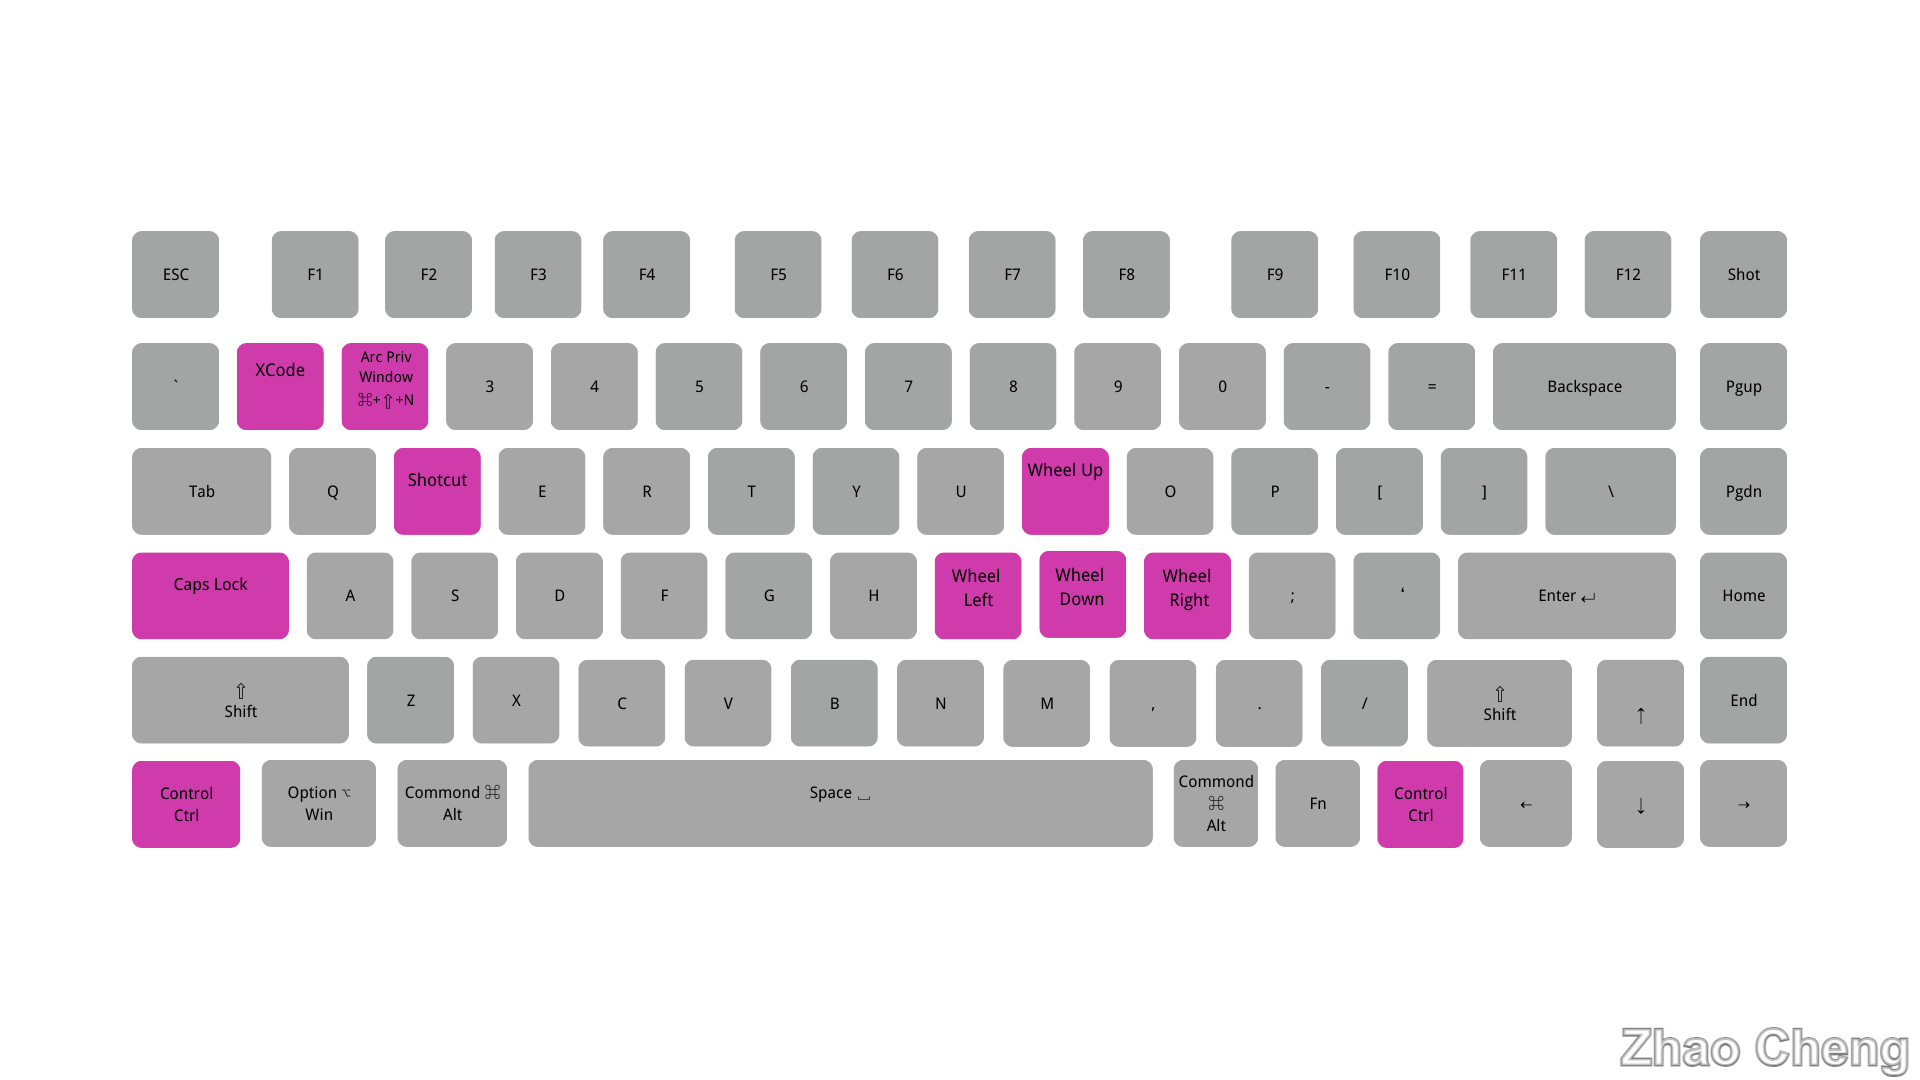 ESC F1 F2 F3 F4 F5 F6 F7 F8 F9 F10 F11 F12 Shot
` XCode Arc Priv
Window
⌘+⇧+N 3 4 5 6 7 8 9 0 - = Backspace Pgup
Tab Q Shotcut E R T Y U Wheel Up O P [ ] \ Pgdn
Caps Lock A S D F G H Wheel
Left Wheel
Down Wheel
Right ; ‘ Enter ↵ Home
⇧
Shift Z X C V B N M , . / ⇧
Shift ↑ End
Control
Ctrl Option ⌥
Win Commond ⌘
Alt Space ⎵ Commond
⌘
Alt Fn Control
Ctrl ← ↓ →
Zhao Cheng